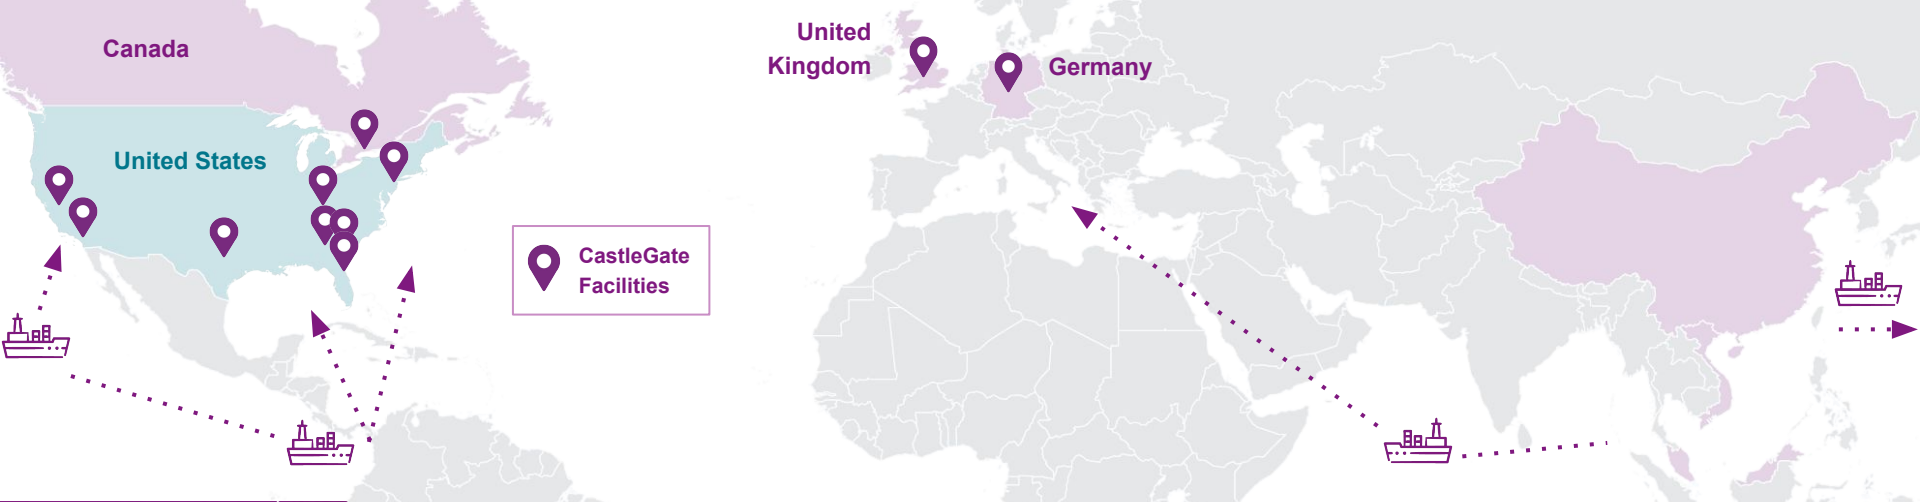 Canada
United States
CastleGate
Facilities
United
Kingdom
Germany